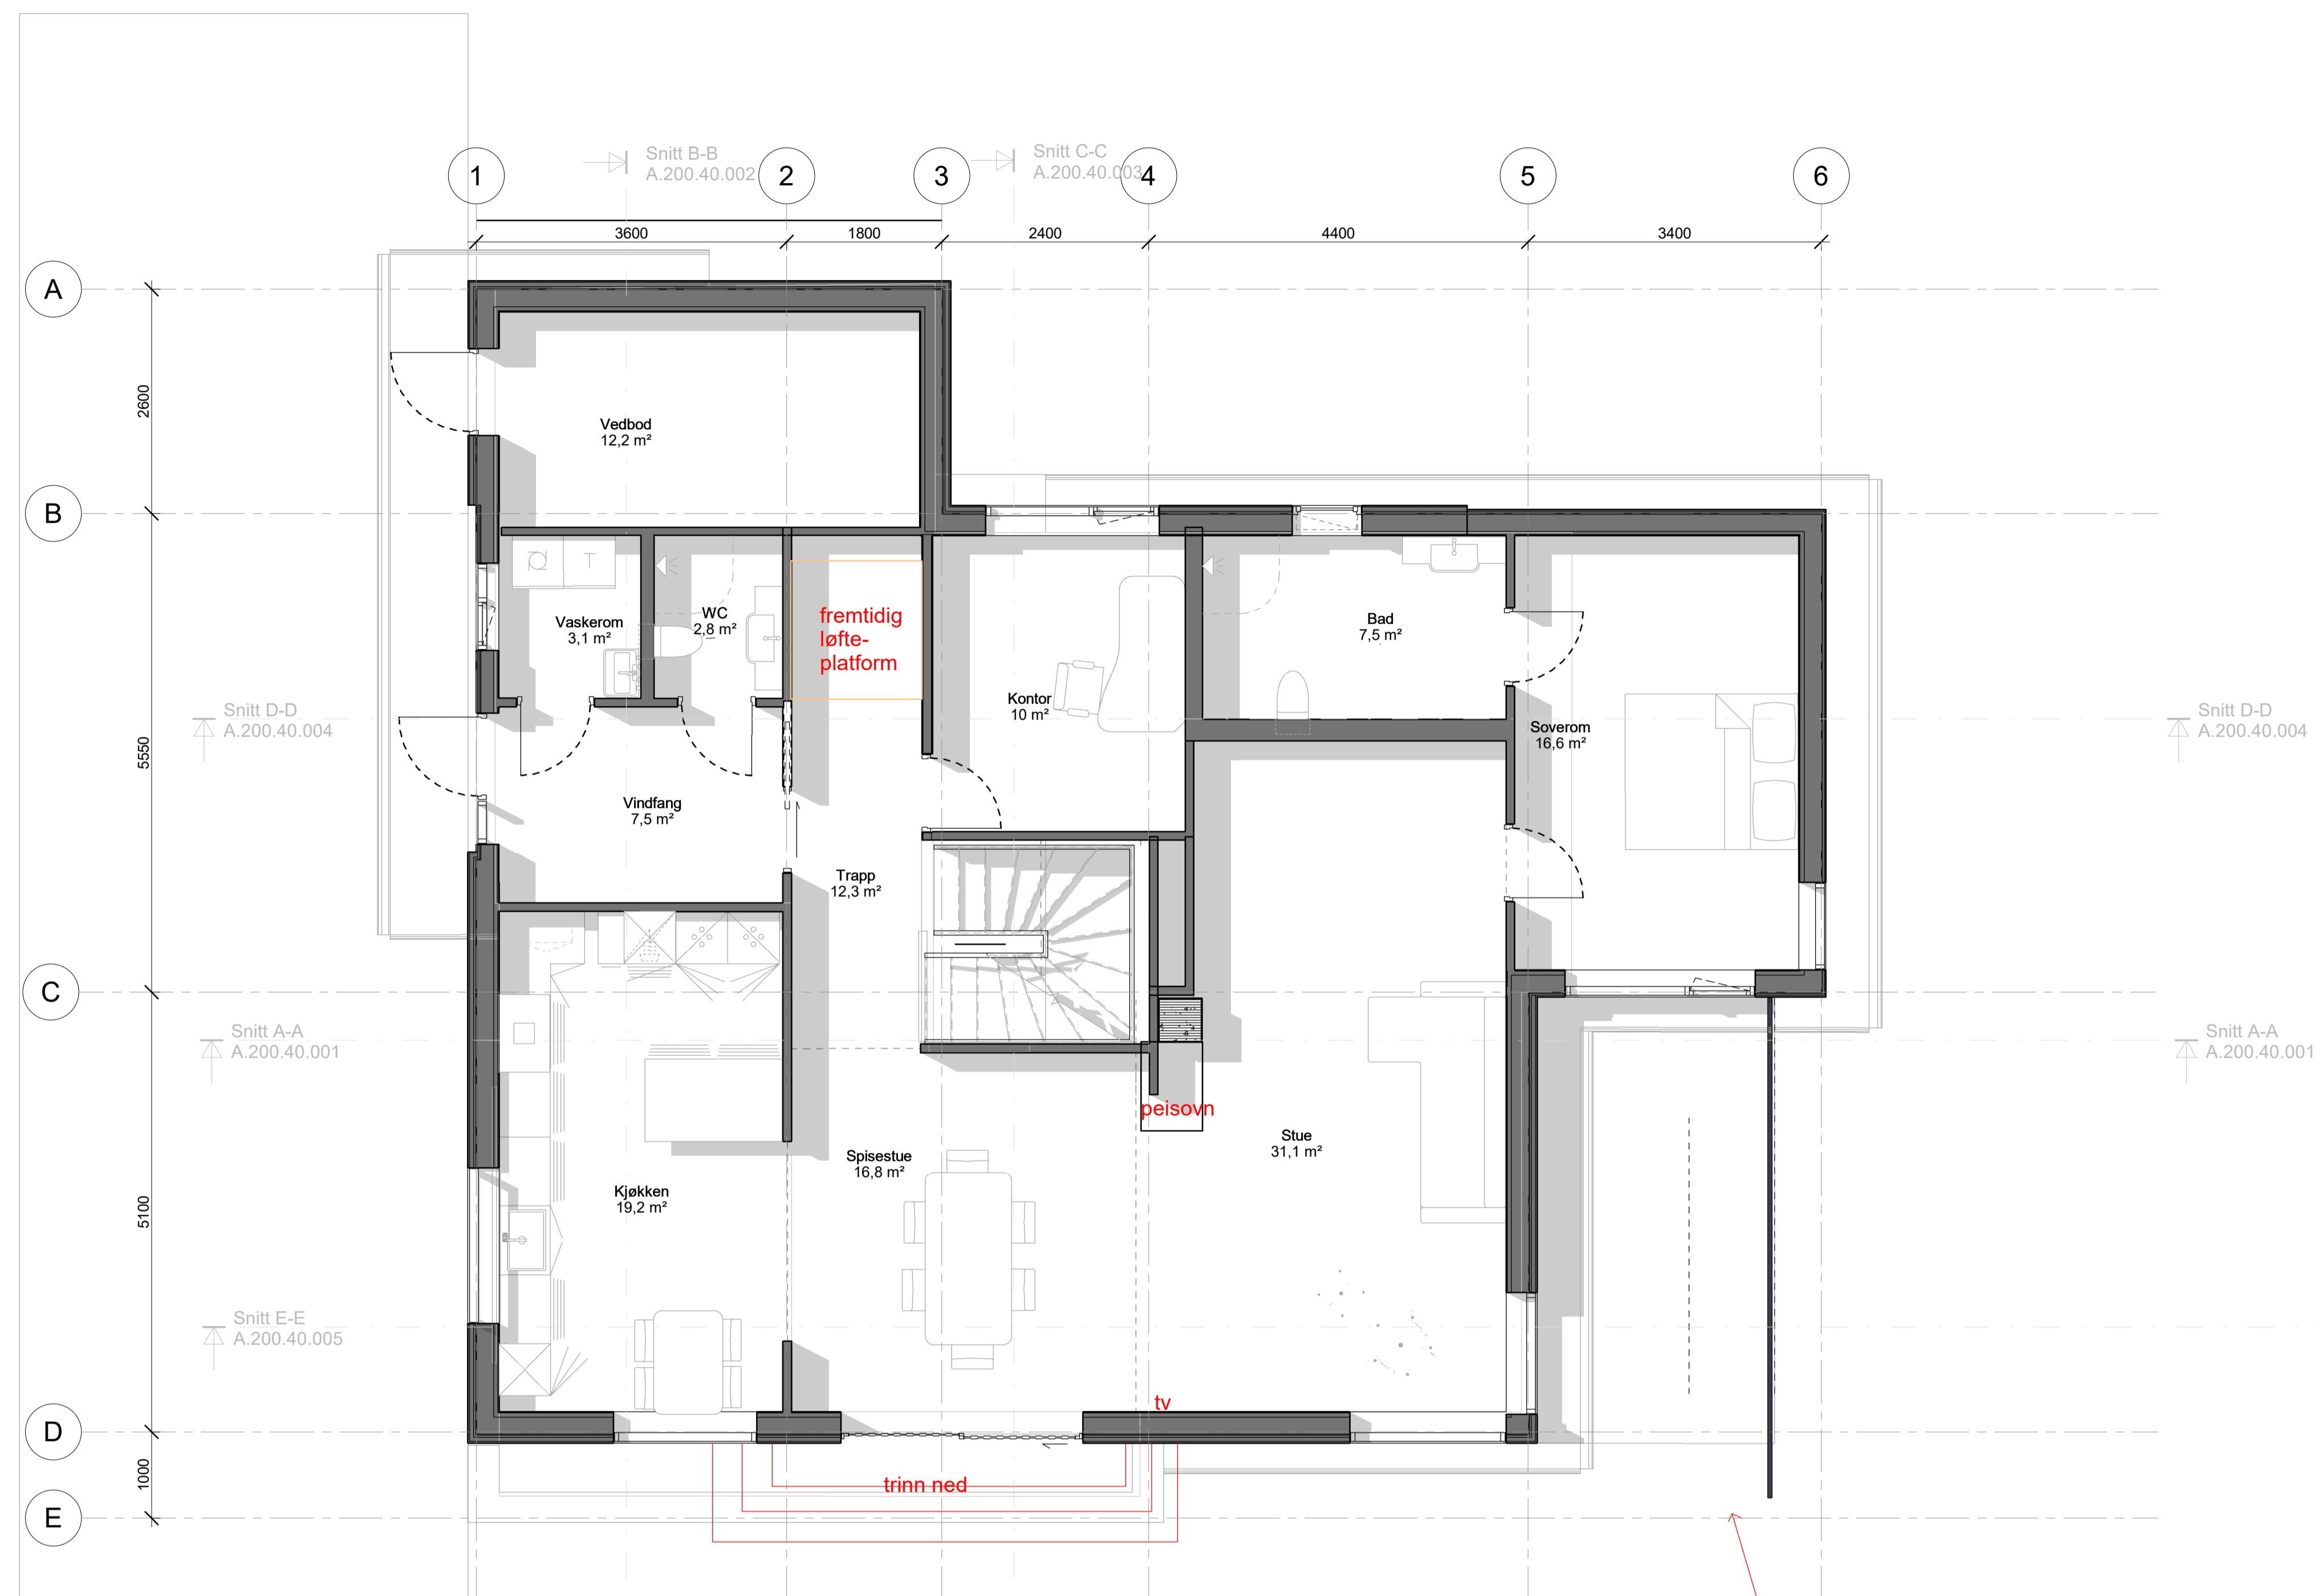 Snitt B-B
A.200.40.002
Snitt C-C
A.200.40.003
1
2
3
4
5
6
3600
1800
2400
4400
3400
A
2600
Vedbod
12,2 m²
B
T
Vaskerom
3,1 m²
WC
2,8 m²
fremtidig
løfte-
platform
Bad
7,5 m²
Kontor
10 m²
Soverom
16,6 m²
Snitt D-D
A.200.40.004
Snitt D-D
A.200.40.004
5550
Vindfang
7,5 m²
Trapp
12,3 m²
C
Snitt A-A
A.200.40.001
Snitt A-A
A.200.40.001
peisovn
Stue
31,1 m²
Spisestue
16,8 m²
Kjøkken
19,2 m²
5100
Snitt E-E
A.200.40.005
tv
D
1000
trinn ned
E